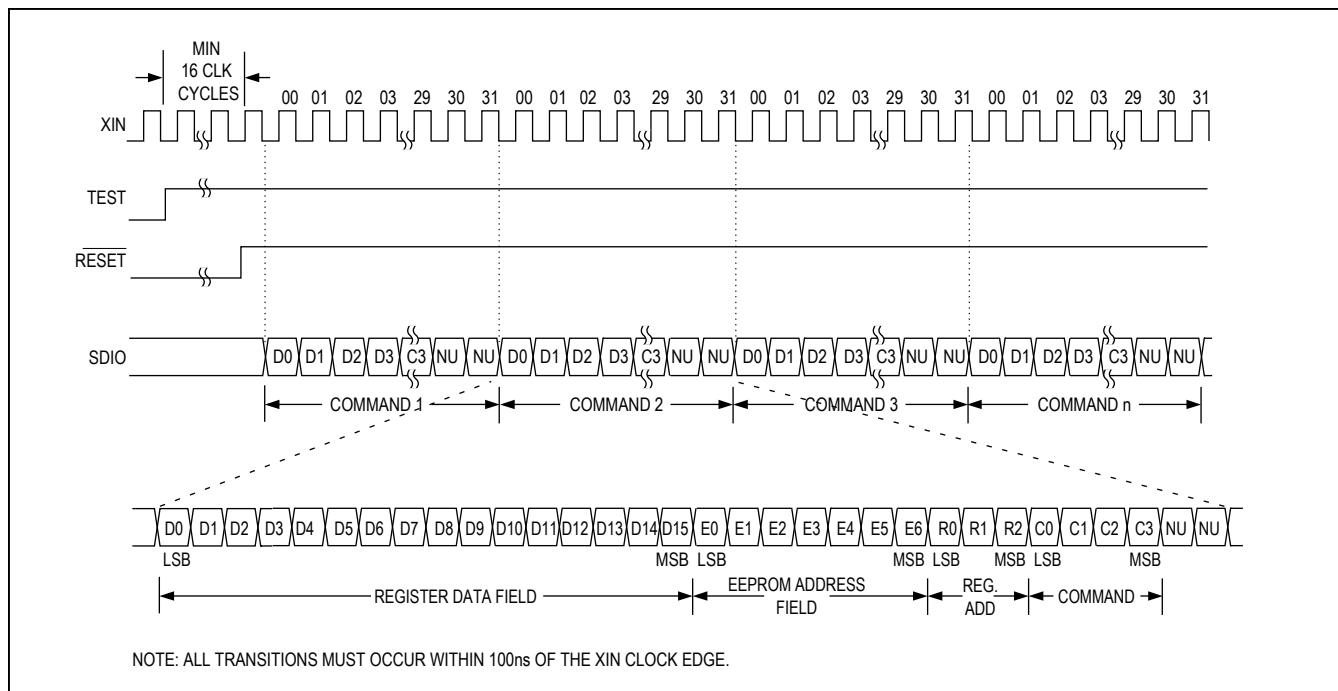 MIN
16 CLK
CYCLES
00 01 02 03 29 30 31 00 01 02 03 29 30 31 00 01 02 03 29 30 31 00 01 02 03 29 30 31
XIN
TEST
RESET
SDIO D0 D1 D2 D3 C3 NU NU D0 D1 D2 D3 C3 NU NU D0 D1 D2 D3 C3 NU NU D0 D1 D2 D3 C3 NU NU
COMMAND 1 COMMAND 2 COMMAND 3 COMMAND n
D0 D1 D2 D3 D4 D5 D6 D7 D8 D9 D10 D11 D12 D13 D14 D15 E0 E1 E2 E3 E4 E5 E6 R0 R1 R2 C0 C1 C2 C3 NU NU
LSB MSB LSB MSB LSB MSB LSB MSB
REGISTER DATA FIELD EEPROM ADDRESS FIELD REG. ADD COMMAND
NOTE: ALL TRANSITIONS MUST OCCUR WITHIN 100ns OF THE XIN CLOCK EDGE.